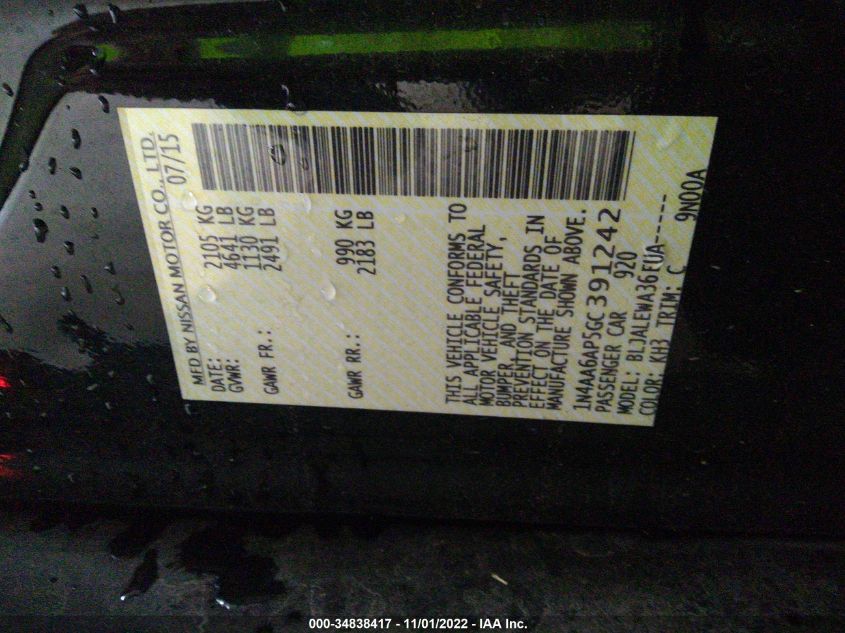 MFD BY NISSAN MOTOR CO., LTD.
DATE: 07/15
GVWR: 2105 KG
4641 LB
GAWR FR.: 1130 KG
2491 LB
GAWR RR.: 990 KG
2183 LB
THIS VEHICLE CONFORMS TO
ALL APPLICABLE FEDERAL
MOTOR VEHICLE SAFETY,
BUMPER, AND THEFT
PREVENTION STANDARDS IN
EFFECT ON THE DATE OF
MANUFACTURE SHOWN ABOVE.
1N4AA6AP5GC391242
PASSENGER CAR 920
MODEL: BLJALEWA36EUA-----
COLOR: KH3 TRIM: C 9N00A
000-34838417 - 11/01/2022 - IAA Inc.